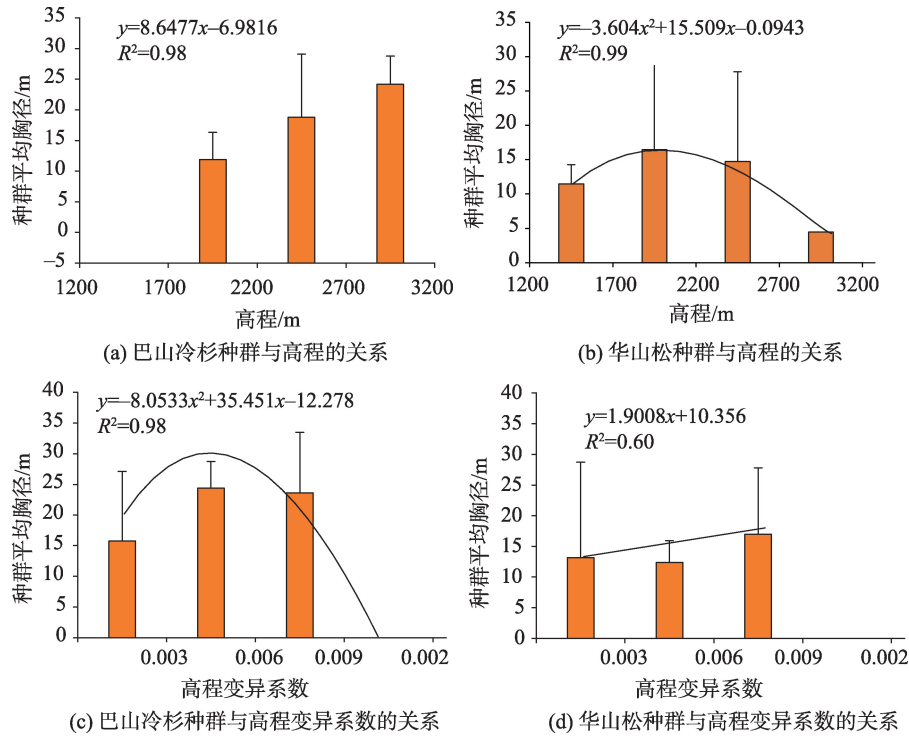 y=8.6477x–6.9816
R²=0.98
种群平均胸径/m
35
30
25
20
15
10
5
0
–5
1200 1700 2200 2700 3200
高程/m
(a) 巴山冷杉种群与高程的关系
y=–3.604x²+15.509x–0.0943
R²=0.99
种群平均胸径/m
35
30
25
20
15
10
5
0
1200 1700 2200 2700 3200
高程/m
(b) 华山松种群与高程的关系
y=–8.0533x²+35.451x–12.278
R²=0.98
种群平均胸径/m
40
35
30
25
20
15
10
5
0
0.003 0.006 0.009 0.002
高程变异系数
(c) 巴山冷杉种群与高程变异系数的关系
y=1.9008x+10.356
R²=0.60
种群平均胸径/m
40
35
30
25
20
15
10
5
0
0.003 0.006 0.009 0.002
高程变异系数
(d) 华山松种群与高程变异系数的关系